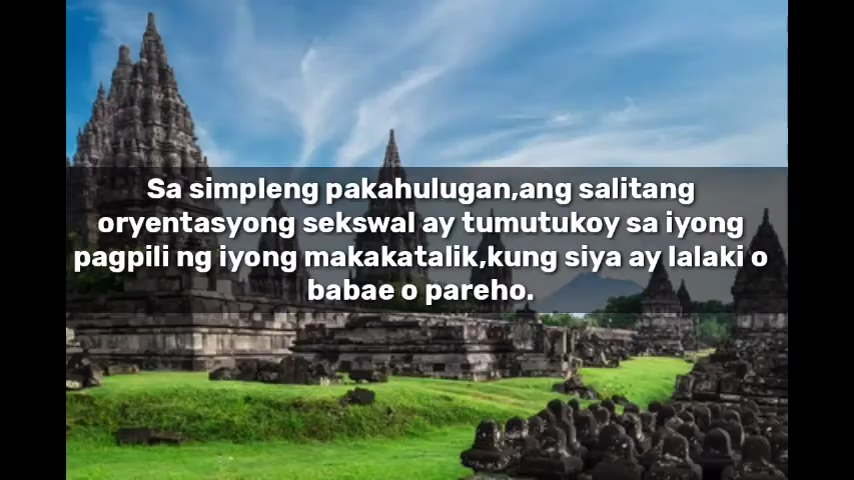 Sa simpleng pakahulugan,ang salitang
oryentasyong sekswal ay tumutukoy sa iyong
pagpili ng iyong makakatalik,kung siya ay lalaki o
babae o pareho.